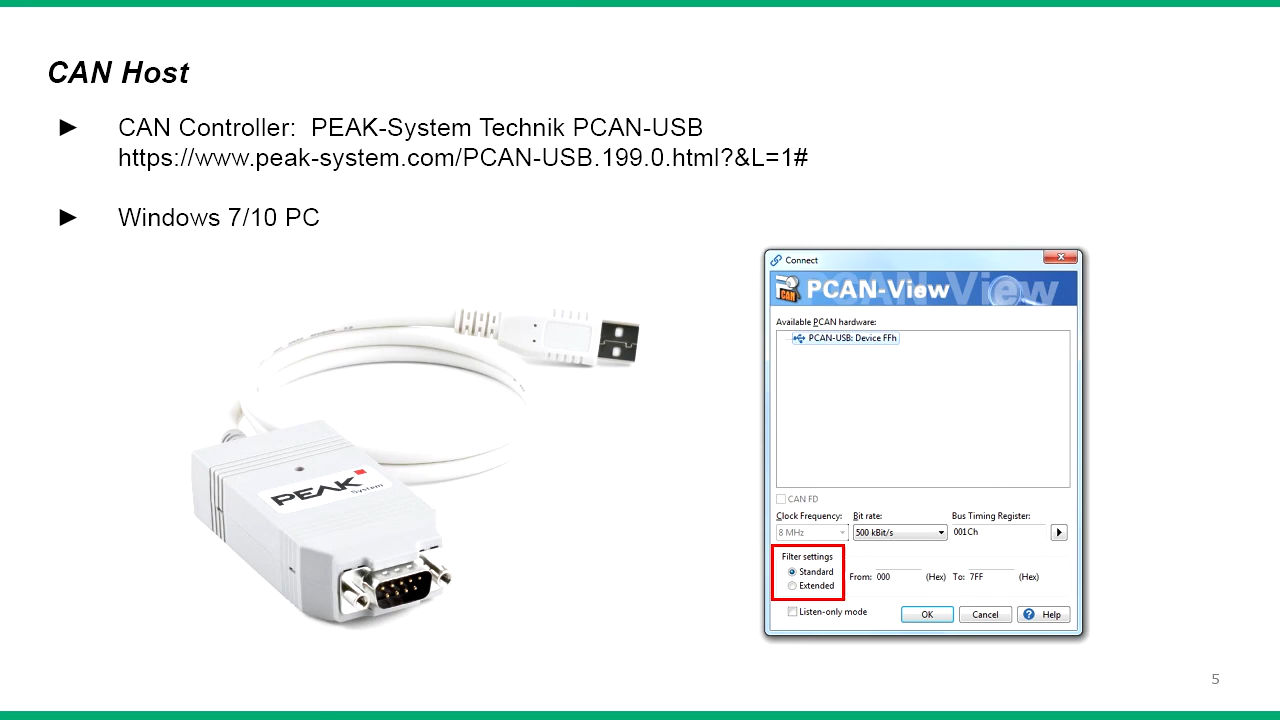 CAN Host
► CAN Controller:  PEAK-System Technik PCAN-USB
https://www.peak-system.com/PCAN-USB.199.0.html?&L=1#
► Windows 7/10 PC
PEAK
System
Connect
PCAN-View
PCAN
Available PCAN hardware:
PCAN-USB: Device FFh
CAN FD
Clock Frequency: Bit rate: Bus Timing Register:
8 MHz 500 kBit/s 001Ch
Filter settings
Standard
Extended
From: 000 (Hex) To: 7FF (Hex)
Listen-only mode
OK Cancel Help
5